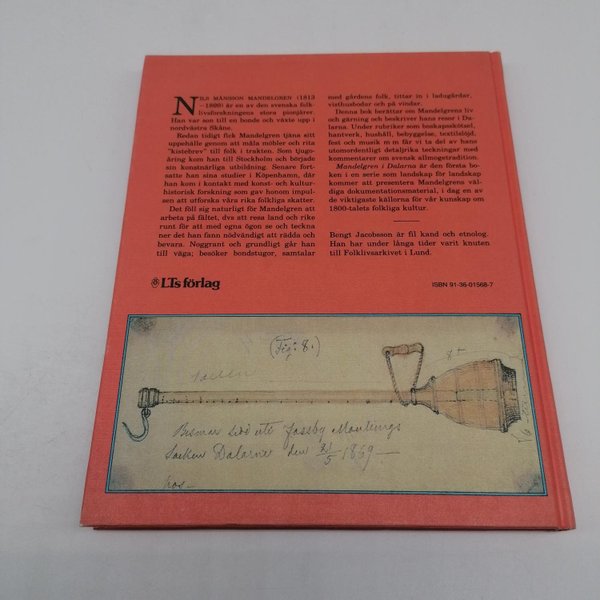 NILS MÅNSSON MANDELGREN (1813
–1899) är en av den svenska folk-
livsforskningens stora pionjärer.
Han var son till en bonde och växte upp i
nordvästra Skåne.
Redan tidigt fick Mandelgren tjäna sitt
uppehälle genom att måla möbler och rita
"kistebrev" till folk i trakten. Som tjugo-
åring kom han till Stockholm och började
sin konstnärliga utbildning. Senare fort-
satte han sina studier i Köpenhamn, där
han kom i kontakt med konst- och kultur-
historisk forskning som gav honom impul-
sen att utforska våra rika folkliga skatter.
Det föll sig naturligt för Mandelgren att
arbeta på fältet, dvs att resa land och rike
runt för att med egna ögon se och teckna
ner det han fann nödvändigt att rädda och
bevara. Noggrant och grundligt går han
till väga; besöker bondstugor, samtalar
med gårdens folk, tittar in i ladugårdar,
visthusbodar och på vindar.
Denna bok berättar om Mandelgrens liv
och gärning och beskriver hans resor i Da-
larna. Under rubriker som boskapsskötsel,
hantverk, hushåll, bebyggelse, textilslöjd,
fest och musik m m får vi ta del av hans
utomordentligt detaljrika teckningar med
kommentarer om svensk allmogetradition.
Mandelgren i Dalarna är den första bo-
ken i en serie som landskap för landskap
kommer att presentera Mandelgrens väl-
diga dokumentationsmaterial, i dag en av
de viktigaste källorna för vår kunskap om
1800-talets folkliga kultur.
Bengt Jacobsson är fil kand och etnolog.
Han har under långa tider varit knuten
till Folklivsarkivet i Lund.
LTs förlag
ISBN 91-36-01568-7
(Fig: 8.)
Bismar
Socken Dalarne den 31/5 1869